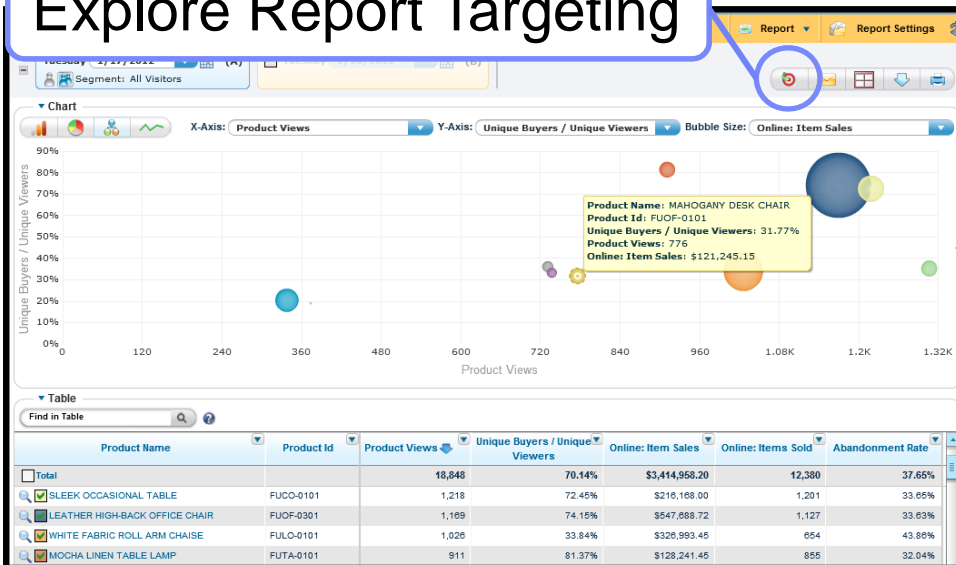 Explore Report Targeting
Report
Report Settings
Tuesday 1/17/2012 (A)
(B)
Segment: All Visitors
Chart
X-Axis: Product Views
Y-Axis: Unique Buyers / Unique Viewers
Bubble Size: Online: Item Sales
90%
80%
70%
60%
50%
40%
30%
20%
10%
0%
Unique Buyers / Unique Viewers
Product Name: MAHOGANY DESK CHAIR
Product Id: FUOF-0101
Unique Buyers / Unique Viewers: 31.77%
Product Views: 776
Online: Item Sales: $121,245.15
0 120 240 360 480 600 720 840 960 1.08K 1.2K 1.32K
Product Views
Table
Find in Table
Product Name Product Id Product Views Unique Buyers / Unique Viewers Online: Item Sales Online: Items Sold Abandonment Rate
Total 18,848 70.14% $3,414,958.20 12,380 37.65%
SLEEK OCCASIONAL TABLE FUCO-0101 1,218 72.45% $216,168.00 1,201 33.65%
LEATHER HIGH-BACK OFFICE CHAIR FUOF-0301 1,169 74.15% $547,688.72 1,127 33.63%
WHITE FABRIC ROLL ARM CHAISE FULO-0101 1,026 33.84% $326,993.45 654 43.86%
MOCHA LINEN TABLE LAMP FUTA-0101 911 81.37% $128,241.45 855 32.04%